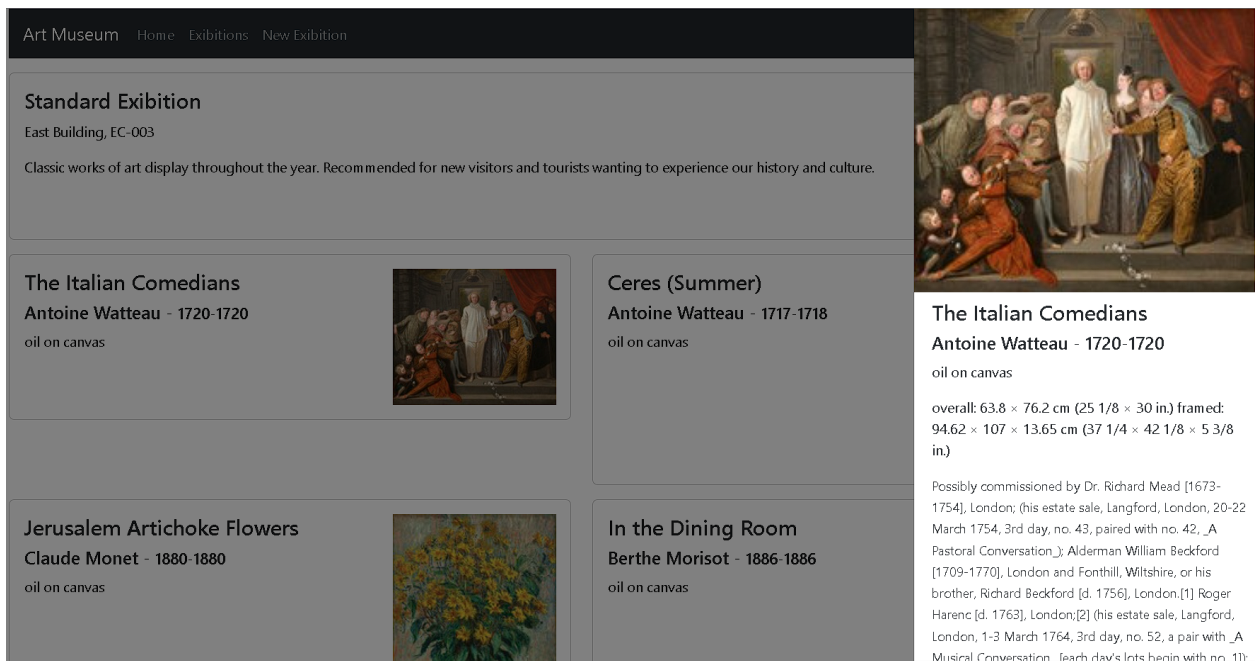 Art Museum Home Exibitions New Exibition
Standard Exibition
East Building, EC-003
Classic works of art display throughout the year. Recommended for new visitors and tourists wanting to experience our history and culture.
The Italian Comedians
Antoine Watteau - 1720-1720
oil on canvas
Ceres (Summer)
Antoine Watteau - 1717-1718
oil on canvas
Jerusalem Artichoke Flowers
Claude Monet - 1880-1880
oil on canvas
In the Dining Room
Berthe Morisot - 1886-1886
oil on canvas
The Italian Comedians
Antoine Watteau - 1720-1720
oil on canvas
overall: 63.8 × 76.2 cm (25 1/8 × 30 in.) framed:
94.62 × 107 × 13.65 cm (37 1/4 × 42 1/8 × 5 3/8
in.)
Possibly commissioned by Dr. Richard Mead [1673-
1754], London; (his estate sale, Langford, London, 20-22
March 1754, 3rd day, no. 43, paired with no. 42, _A
Pastoral Conversation_); Alderman William Beckford
[1709-1770], London and Fonthill, Wiltshire, or his
brother, Richard Beckford [d. 1756], London.[1] Roger
Harenc [d. 1763], London;[2] (his estate sale, Langford,
London, 1-3 March 1764, 3rd day, no. 52, a pair with _A
Musical Conversation_ [each day's lots begin with no. 1]);